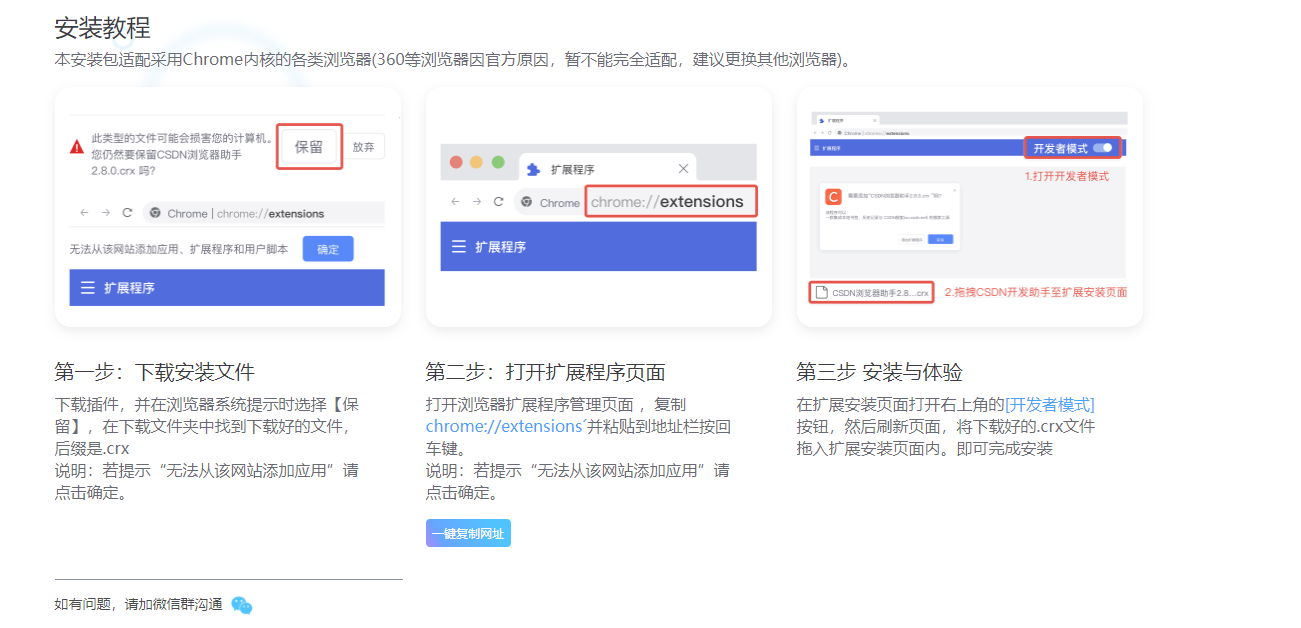 安装教程
本安装包适配采用Chrome内核的各类浏览器(360等浏览器因官方原因，暂不能完全适配，建议更换其他浏览器)。
此类型的文件可能会损害您的计算机。
您仍然要保留CSDN浏览器助手
2.8.0.crx 吗?
保留
放弃
Chrome | chrome://extensions
无法从该网站添加应用、扩展程序和用户脚本
确定
扩展程序
扩展程序
Chrome
chrome://extensions
扩展程序
扩展程序
Chrome | chrome://extensions
扩展程序
开发者模式
1.打开开发者模式
CSDN浏览器助手2.8...crx
2.拖拽CSDN开发助手至扩展安装页面
第一步：下载安装文件
下载插件，并在浏览器系统提示时选择【保
留】，在下载文件夹中找到下载好的文件，
后缀是.crx
说明：若提示“无法从该网站添加应用”请
点击确定。
第二步：打开扩展程序页面
打开浏览器扩展程序管理页面 ，复制
chrome://extensions´并粘贴到地址栏按回
车键。
说明：若提示“无法从该网站添加应用”请
点击确定。
一键复制网址
第三步 安装与体验
在扩展安装页面打开右上角的[开发者模式]
按钮，然后刷新页面，将下载好的.crx文件
拖入扩展安装页面内。即可完成安装
如有问题，请加微信群沟通